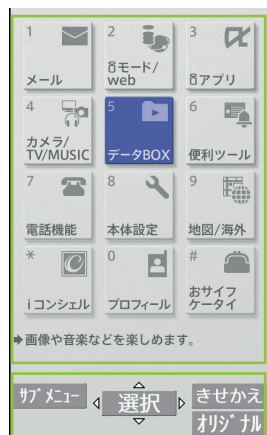 1 2 3
メール
iモード/
web
iアプリ
4 5 6
カメラ/
TV/MUSIC
データBOX
便利ツール
7 8 9
電話機能
本体設定
地図/海外
* 0 #
iコンシェル
プロフィール
おサイフ
ケータイ
➡画像や音楽などを楽しめます。
サブメニュー
選択
きせかえ
オリジナル